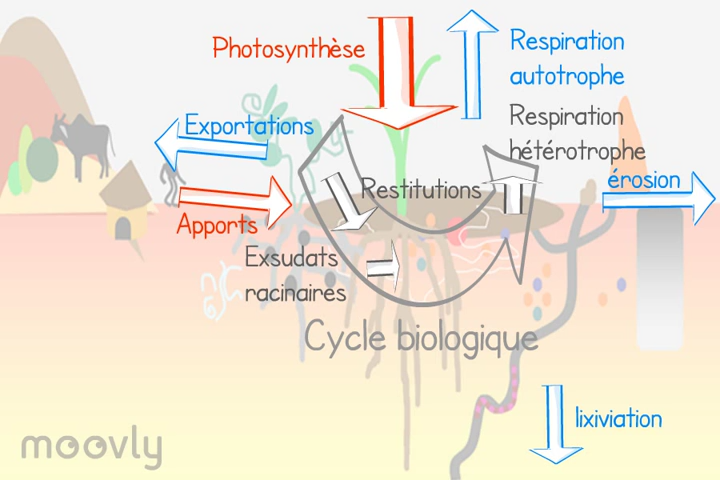 Photosynthèse
Respiration
autotrophe
Exportations
Respiration
hétérotrophe
Restitutions
érosion
Apports
Exsudats
racinaires
Cycle biologique
lixiviation
moovly